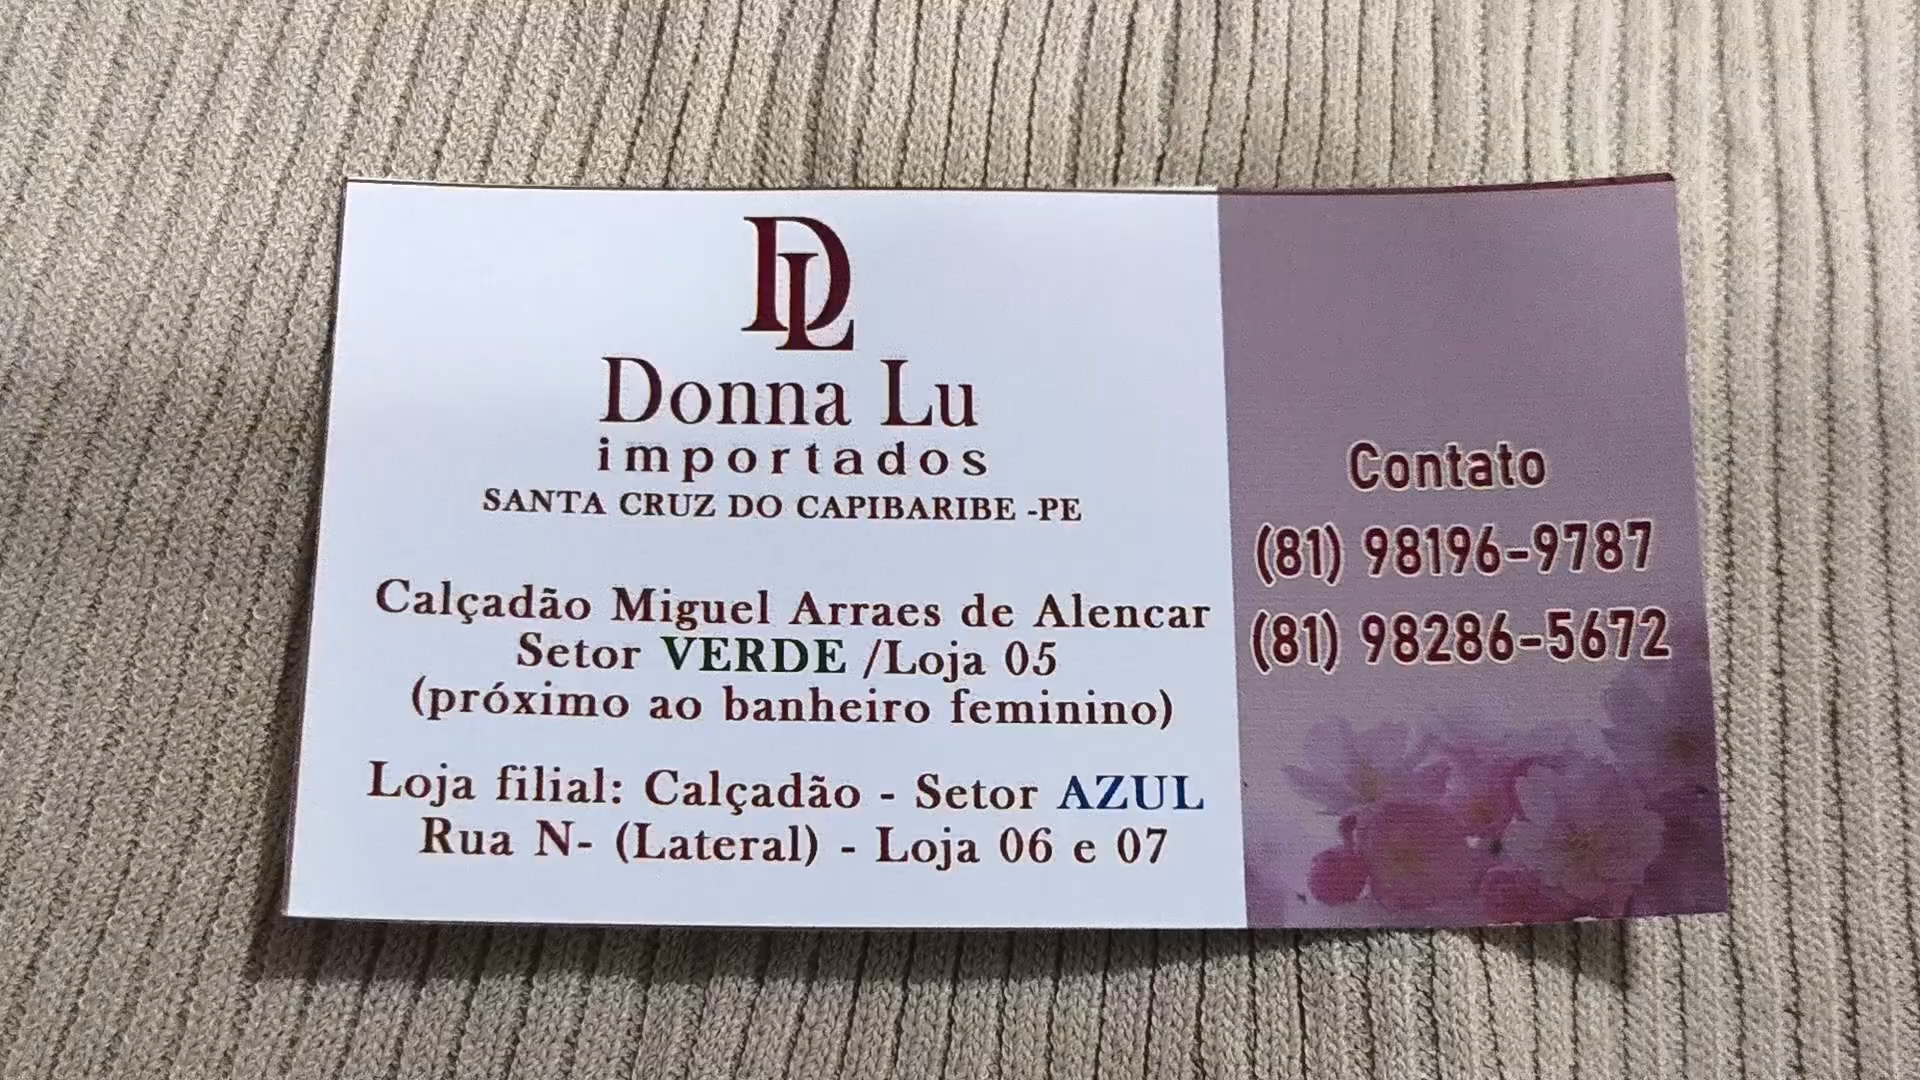 DL
Donna Lu
importados
SANTA CRUZ DO CAPIBARIBE -PE
Calçadão Miguel Arraes de Alencar
Setor VERDE /Loja 05
(próximo ao banheiro feminino)
Loja filial: Calçadão - Setor AZUL
Rua N- (Lateral) - Loja 06 e 07
Contato
(81) 98196-9787
(81) 98286-5672